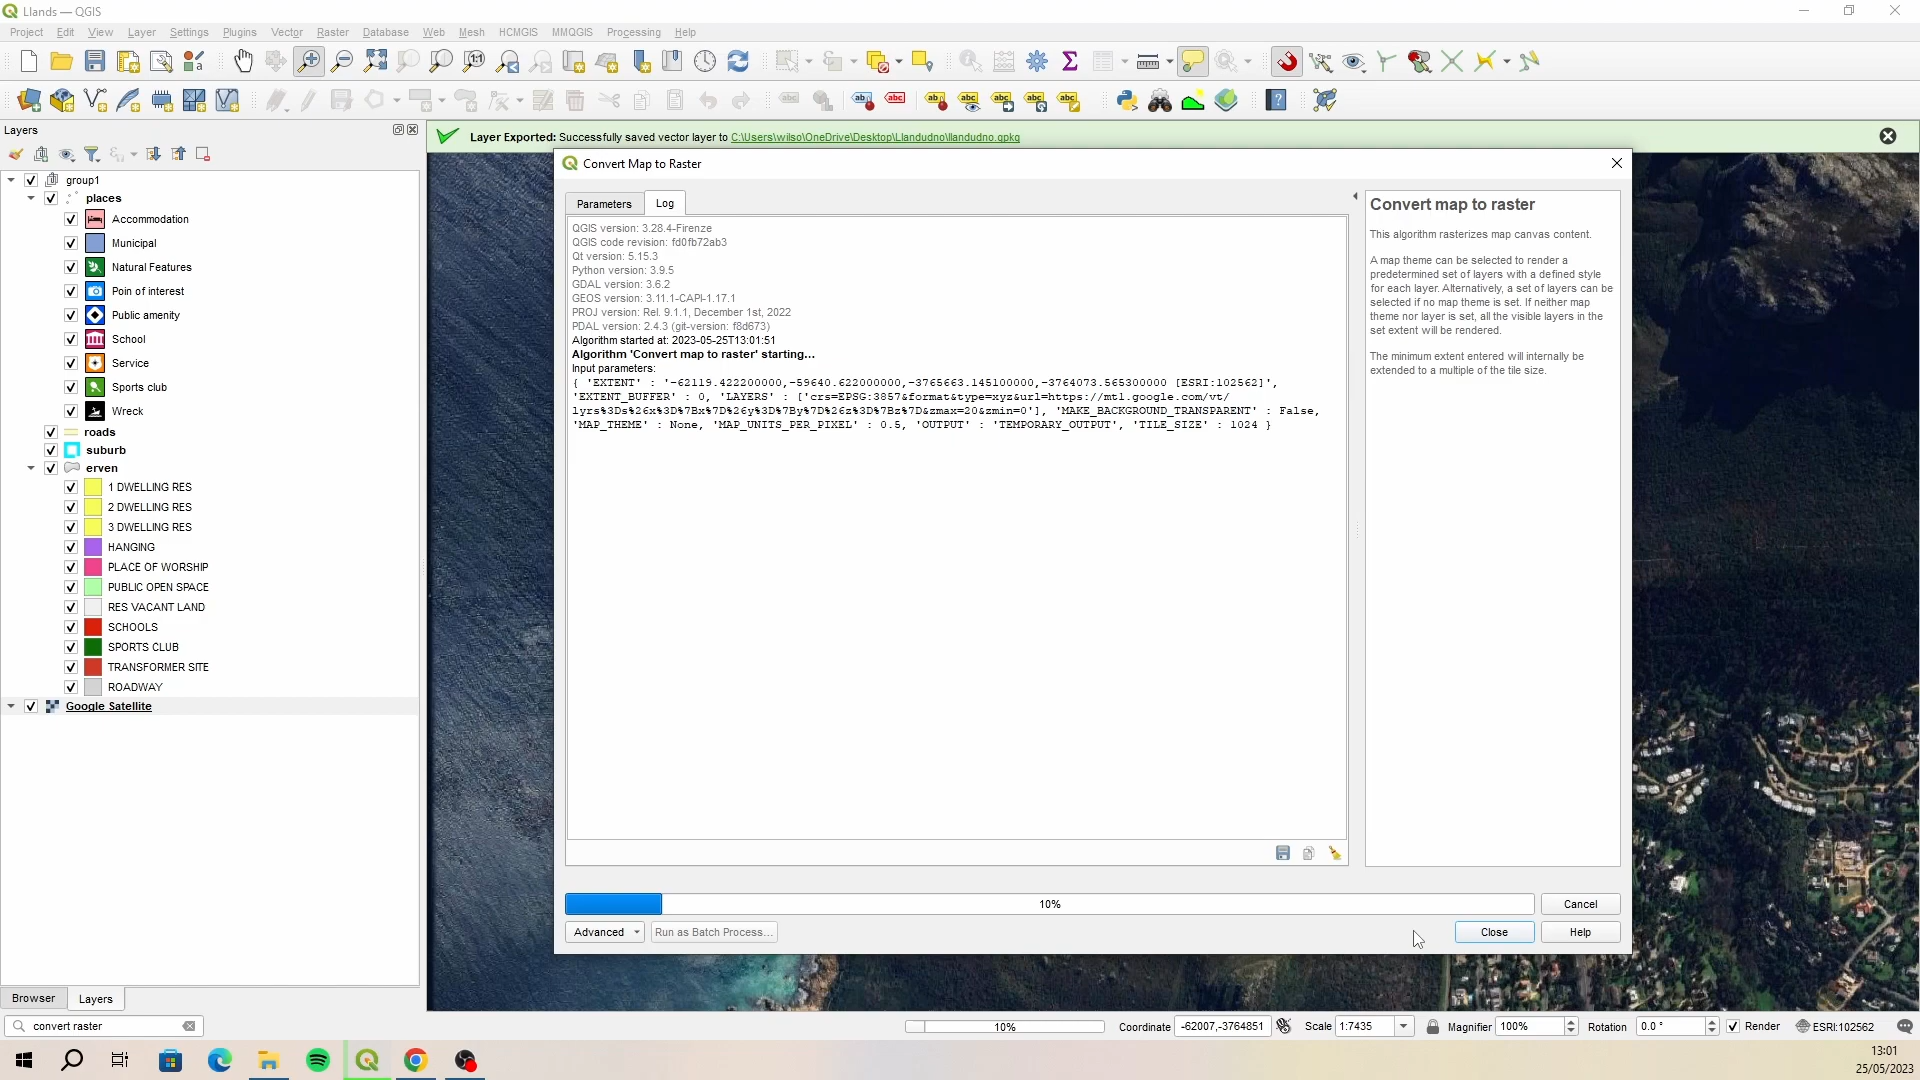 Llands — QGIS
Project Edit View Layer Settings Plugins Vector Raster Database Web Mesh HCMGIS MMQGIS Processing Help
Layers
Layer Exported: Successfully saved vector layer to C:\Users\wilso\OneDrive\Desktop\Llandudno\llandudno.gpkg
group1
places
Accommodation
Municipal
Natural Features
Poin of interest
Public amenity
School
Service
Sports club
Wreck
roads
suburb
erven
1 DWELLING RES
2 DWELLING RES
3 DWELLING RES
HANGING
PLACE OF WORSHIP
PUBLIC OPEN SPACE
RES VACANT LAND
SCHOOLS
SPORTS CLUB
TRANSFORMER SITE
ROADWAY
Google Satellite
Browser Layers
convert raster
Convert Map to Raster
Parameters Log
QGIS version: 3.28.4-Firenze
QGIS code revision: fd0fb72ab3
Qt version: 5.15.3
Python version: 3.9.5
GDAL version: 3.6.2
GEOS version: 3.11.1-CAPI-1.17.1
PROJ version: Rel. 9.1.1, December 1st, 2022
PDAL version: 2.4.3 (git-version: f8d673)
Algorithm started at: 2023-05-25T13:01:51
Algorithm 'Convert map to raster' starting…
Input parameters:
{ 'EXTENT' : '-62119.422200000,-59640.622000000,-3765663.145100000,-3764073.565300000 [ESRI:102562]',
'EXTENT_BUFFER' : 0, 'LAYERS' : ['crs=EPSG:3857&format&type=xyz&url=https://mt1.google.com/vt/
lyrs%3Ds%26x%3D%7Bx%7D%26y%3D%7By%7D%26z%3D%7Bz%7D&zmax=20&zmin=0'], 'MAKE_BACKGROUND_TRANSPARENT' : False,
'MAP_THEME' : None, 'MAP_UNITS_PER_PIXEL' : 0.5, 'OUTPUT' : 'TEMPORARY_OUTPUT', 'TILE_SIZE' : 1024 }
Convert map to raster
This algorithm rasterizes map canvas content.
A map theme can be selected to render a
predetermined set of layers with a defined style
for each layer. Alternatively, a set of layers can be
selected if no map theme is set. If neither map
theme nor layer is set, all the visible layers in the
set extent will be rendered.
The minimum extent entered will internally be
extended to a multiple of the tile size.
10% Cancel
Advanced Run as Batch Process… Close Help
10% Coordinate -62007,-3764851 Scale 1:7435 Magnifier 100% Rotation 0.0 ° Render ESRI:102562
13:01
25/05/2023